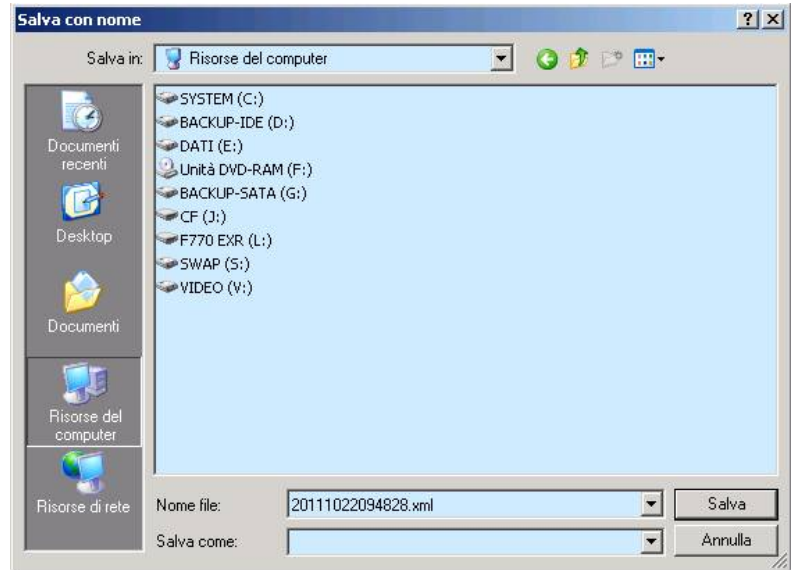 Salva con nome
Salva in:
Risorse del computer
Documenti
recenti
Desktop
Documenti
Risorse del
computer
Risorse di rete
SYSTEM (C:)
BACKUP-IDE (D:)
DATI (E:)
Unità DVD-RAM (F:)
BACKUP-SATA (G:)
CF (J:)
F770 EXR (L:)
SWAP (S:)
VIDEO (V:)
Nome file:
20111022094828.xml
Salva
Salva come:
Annulla